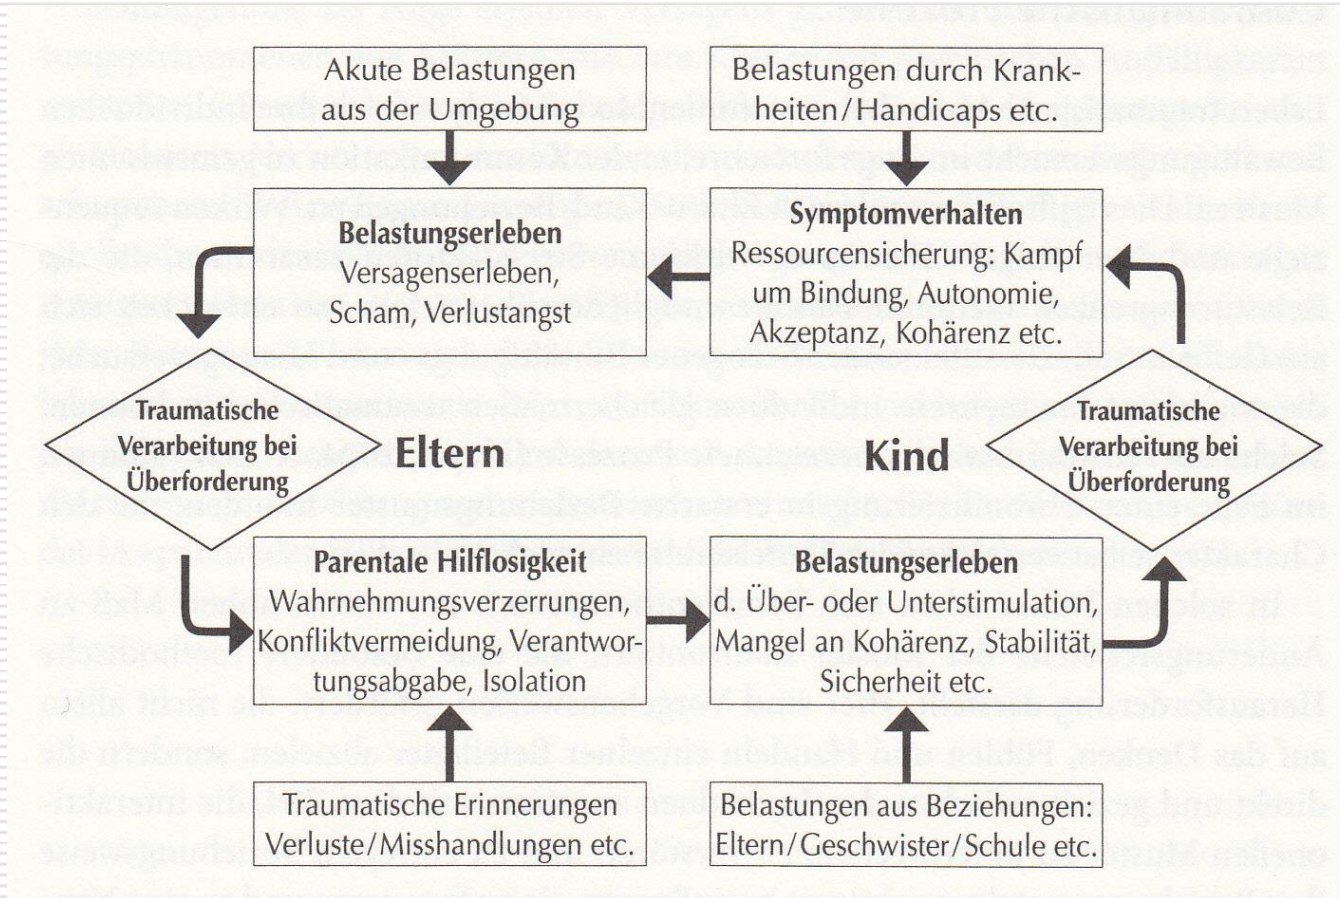 Akute Belastungen
aus der Umgebung
Belastungen durch Krank-
heiten/Handicaps etc.
Belastungserleben
Versagenserleben,
Scham, Verlustangst
Symptomverhalten
Ressourcensicherung: Kampf
um Bindung, Autonomie,
Akzeptanz, Kohärenz etc.
Traumatische
Verarbeitung bei
Überforderung
Eltern
Kind
Traumatische
Verarbeitung bei
Überforderung
Parentale Hilflosigkeit
Wahrnehmungsverzerrungen,
Konfliktvermeidung, Verantwor-
tungsabgabe, Isolation
Belastungserleben
d. Über- oder Unterstimulation,
Mangel an Kohärenz, Stabilität,
Sicherheit etc.
Traumatische Erinnerungen
Verluste/Misshandlungen etc.
Belastungen aus Beziehungen:
Eltern/Geschwister/Schule etc.